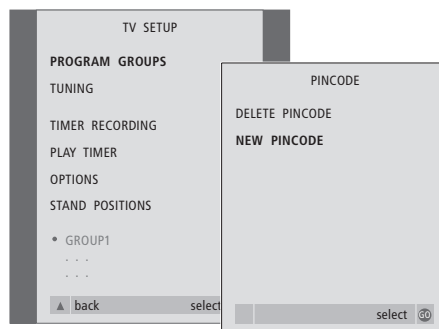 TV SETUP
PROGRAM GROUPS
TUNING
TIMER RECORDING
PLAY TIMER
OPTIONS
STAND POSITIONS
• GROUP1
. . .
. . .
▲ back select
PINCODE
DELETE PINCODE
NEW PINCODE
select GO